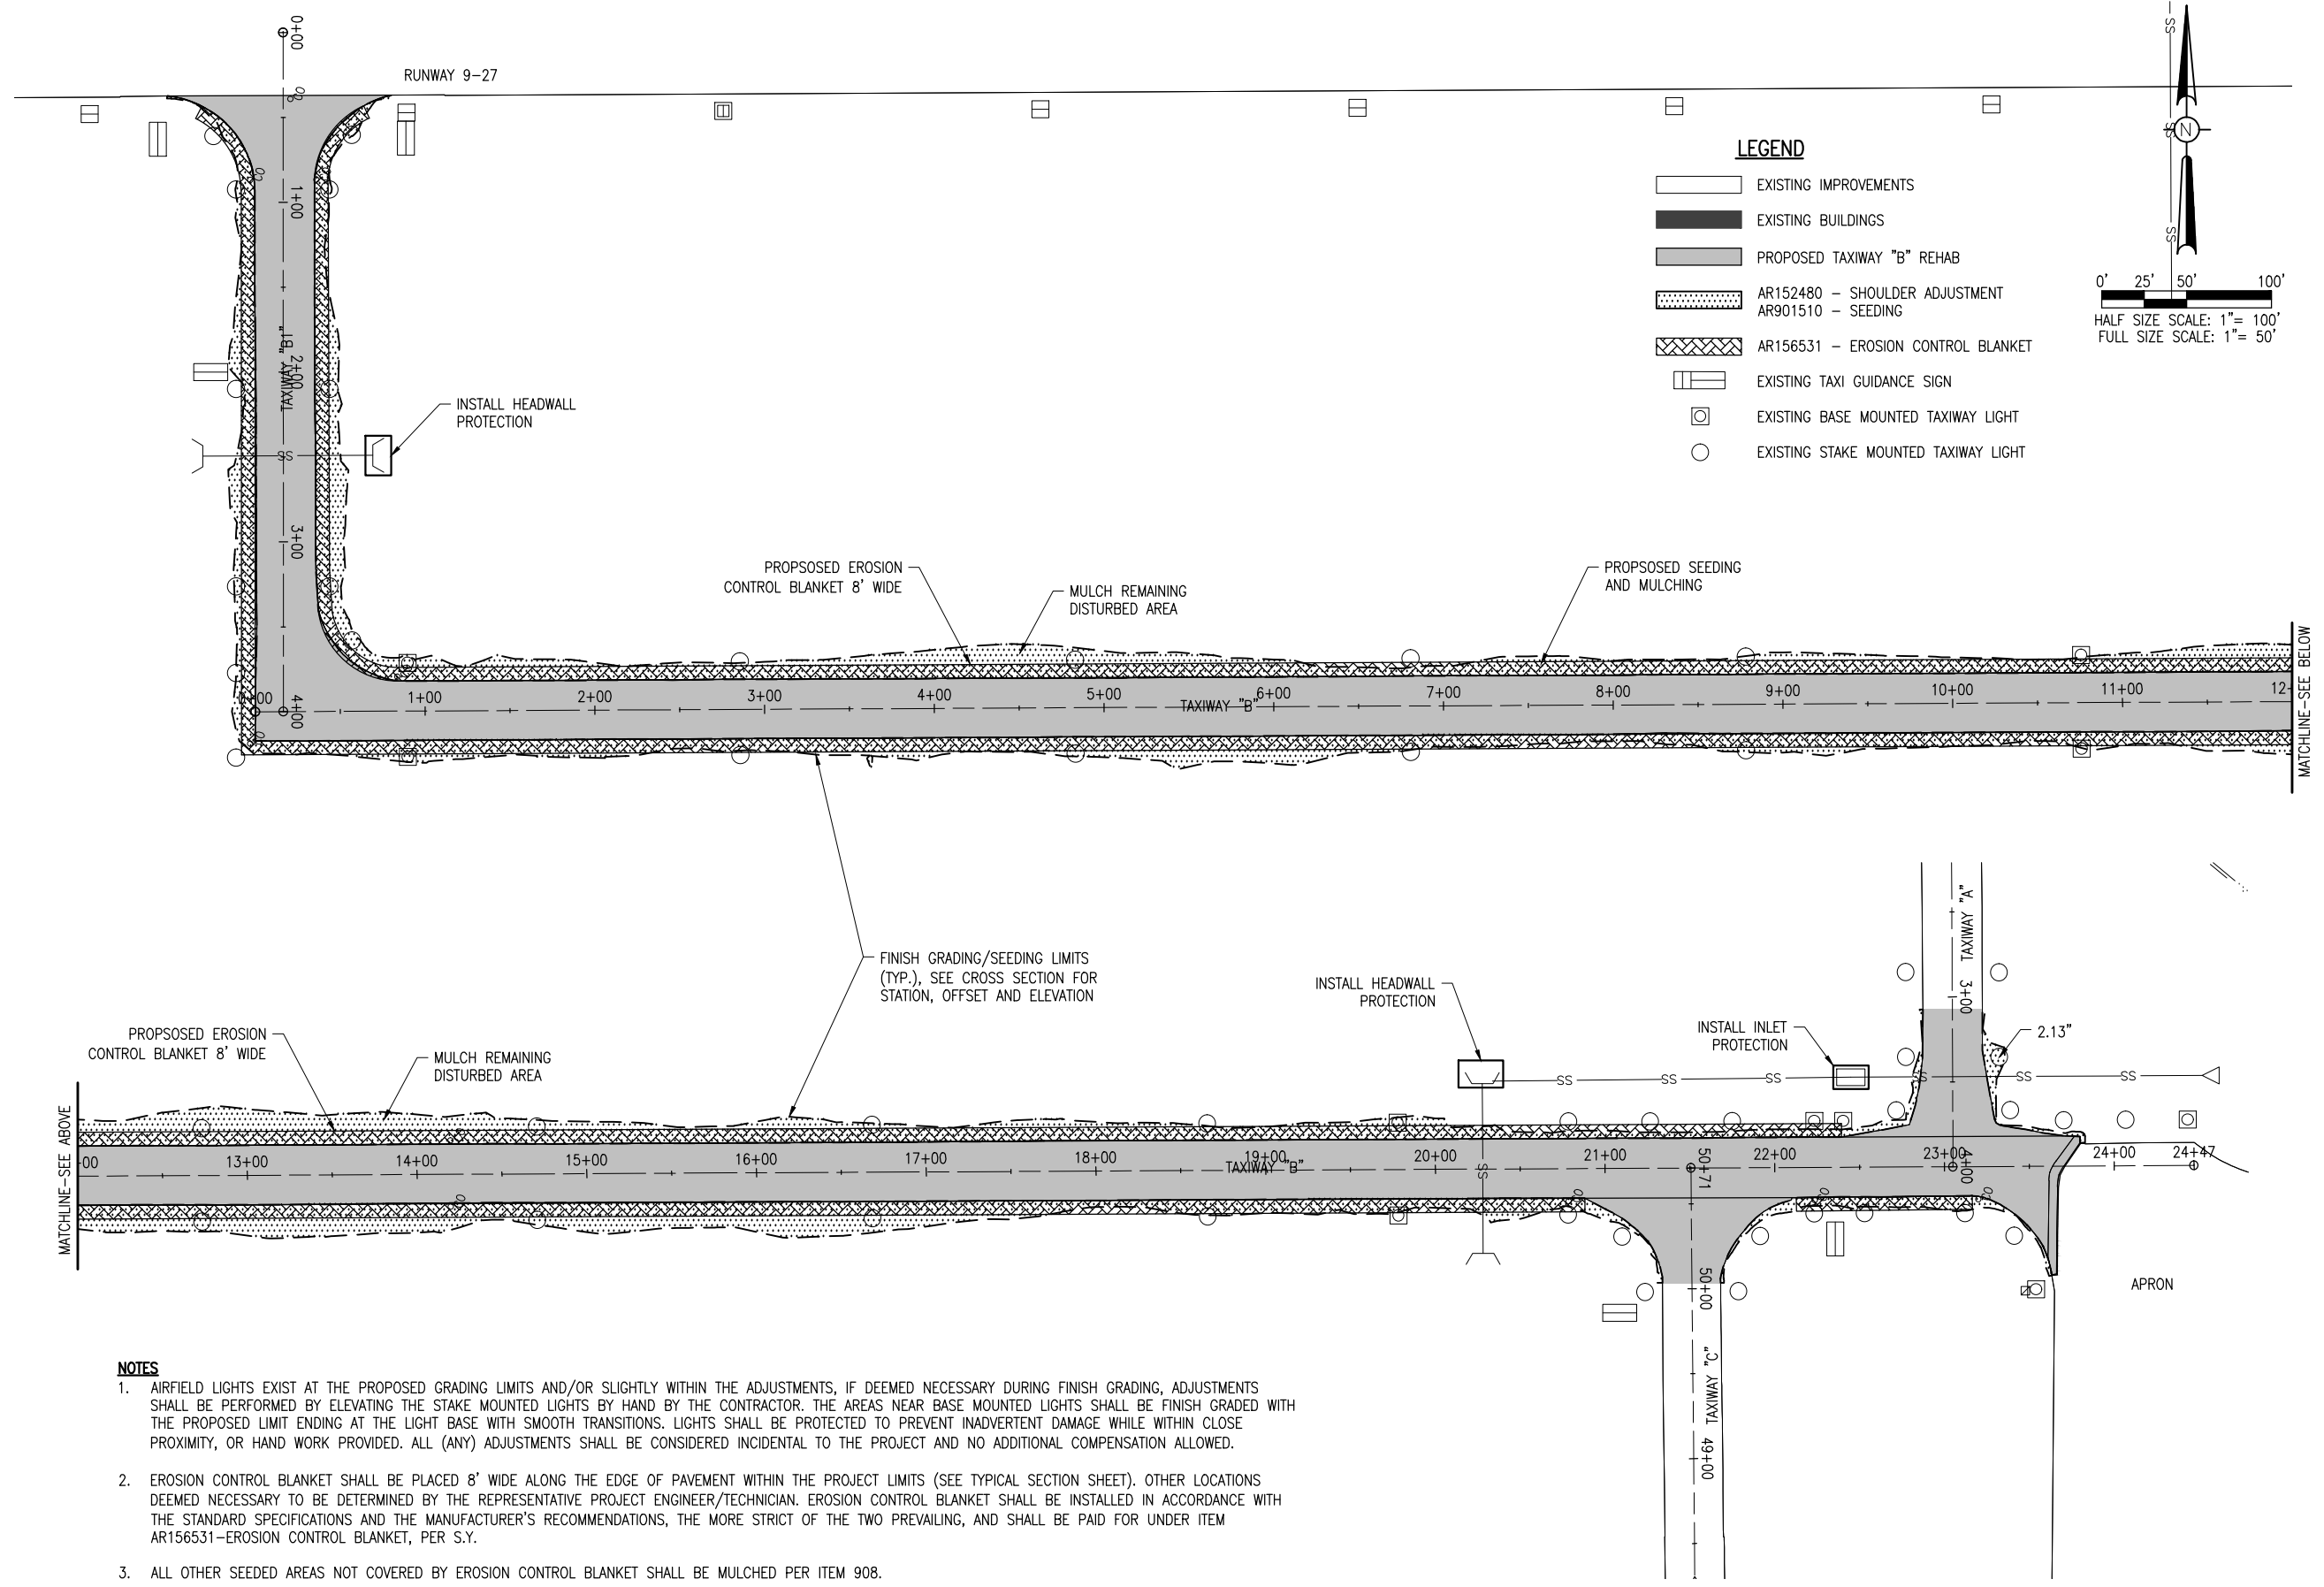 0+00
RUNWAY 9-27
1+00
TAXIWAY "B"
2+00
3+00
4+00
INSTALL HEADWALL
PROTECTION
SS
LEGEND
EXISTING IMPROVEMENTS
EXISTING BUILDINGS
PROPOSED TAXIWAY "B" REHAB
AR152480 - SHOULDER ADJUSTMENT
AR901510 - SEEDING
AR156531 - EROSION CONTROL BLANKET
EXISTING TAXI GUIDANCE SIGN
EXISTING BASE MOUNTED TAXIWAY LIGHT
EXISTING STAKE MOUNTED TAXIWAY LIGHT
SS
SS
SS
N
0' 25' 50' 100'
HALF SIZE SCALE: 1"= 100'
FULL SIZE SCALE: 1"= 50'
PROPSOSED EROSION
CONTROL BLANKET 8' WIDE
MULCH REMAINING
DISTURBED AREA
PROPSOSED SEEDING
AND MULCHING
1+00 2+00 3+00 4+00 5+00 6+00 7+00 8+00 9+00 10+00 11+00 12+
TAXIWAY "B"
MATCHLINE-SEE BELOW
FINISH GRADING/SEEDING LIMITS
(TYP.), SEE CROSS SECTION FOR
STATION, OFFSET AND ELEVATION
PROPSOSED EROSION
CONTROL BLANKET 8' WIDE
MULCH REMAINING
DISTURBED AREA
INSTALL HEADWALL
PROTECTION
INSTALL INLET
PROTECTION
TAXIWAY "A"
3+00
2.13"
SS SS SS SS SS SS
MATCHLINE-SEE ABOVE
+00 13+00 14+00 15+00 16+00 17+00 18+00 19+00 20+00 21+00 22+00 23+00 24+00 24+47
TAXIWAY "B"
SS
50+71
4+00
50+00
TAXIWAY "C"
49+00
APRON
NOTES
1. AIRFIELD LIGHTS EXIST AT THE PROPOSED GRADING LIMITS AND/OR SLIGHTLY WITHIN THE ADJUSTMENTS, IF DEEMED NECESSARY DURING FINISH GRADING, ADJUSTMENTS
SHALL BE PERFORMED BY ELEVATING THE STAKE MOUNTED LIGHTS BY HAND BY THE CONTRACTOR. THE AREAS NEAR BASE MOUNTED LIGHTS SHALL BE FINISH GRADED WITH
THE PROPOSED LIMIT ENDING AT THE LIGHT BASE WITH SMOOTH TRANSITIONS. LIGHTS SHALL BE PROTECTED TO PREVENT INADVERTENT DAMAGE WHILE WITHIN CLOSE
PROXIMITY, OR HAND WORK PROVIDED. ALL (ANY) ADJUSTMENTS SHALL BE CONSIDERED INCIDENTAL TO THE PROJECT AND NO ADDITIONAL COMPENSATION ALLOWED.
2. EROSION CONTROL BLANKET SHALL BE PLACED 8' WIDE ALONG THE EDGE OF PAVEMENT WITHIN THE PROJECT LIMITS (SEE TYPICAL SECTION SHEET). OTHER LOCATIONS
DEEMED NECESSARY TO BE DETERMINED BY THE REPRESENTATIVE PROJECT ENGINEER/TECHNICIAN. EROSION CONTROL BLANKET SHALL BE INSTALLED IN ACCORDANCE WITH
THE STANDARD SPECIFICATIONS AND THE MANUFACTURER'S RECOMMENDATIONS, THE MORE STRICT OF THE TWO PREVAILING, AND SHALL BE PAID FOR UNDER ITEM
AR156531-EROSION CONTROL BLANKET, PER S.Y.
3. ALL OTHER SEEDED AREAS NOT COVERED BY EROSION CONTROL BLANKET SHALL BE MULCHED PER ITEM 908.